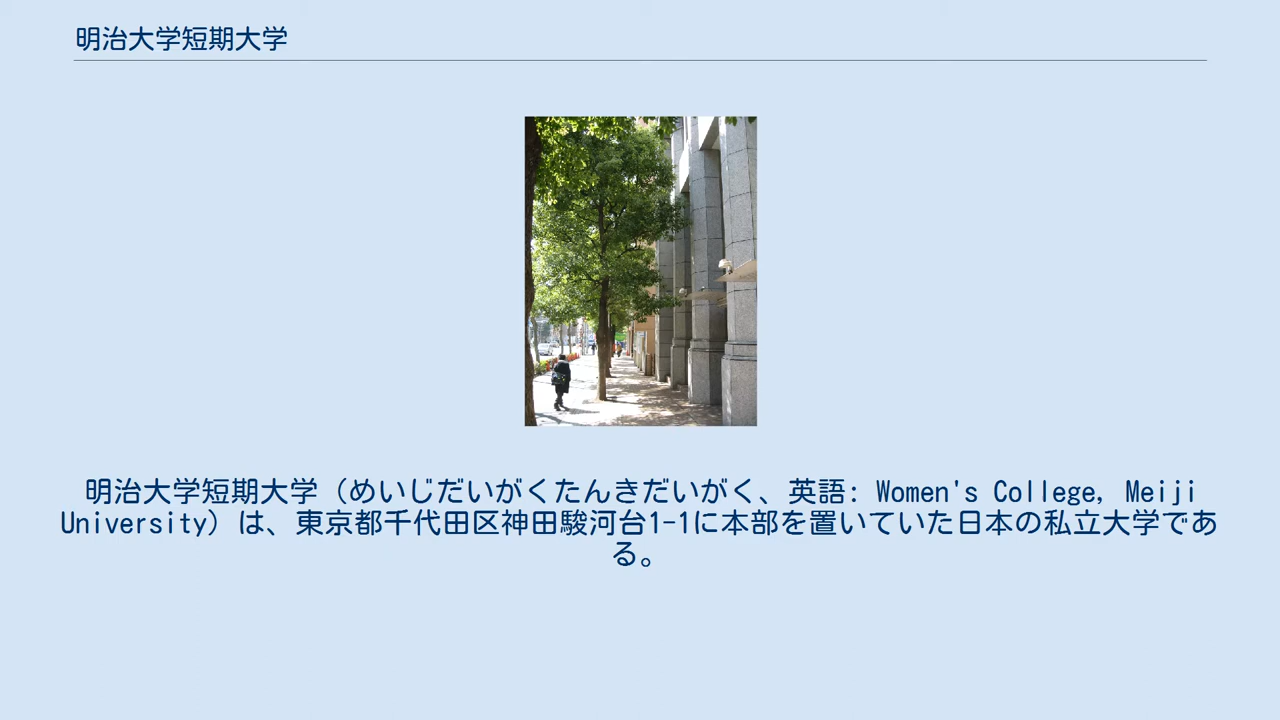 明治大学短期大学
明治大学短期大学（めいじだいがくたんきだいがく、英語: Women's College, Meiji
University）は、東京都千代田区神田駿河台1-1に本部を置いていた日本の私立大学であ
る。